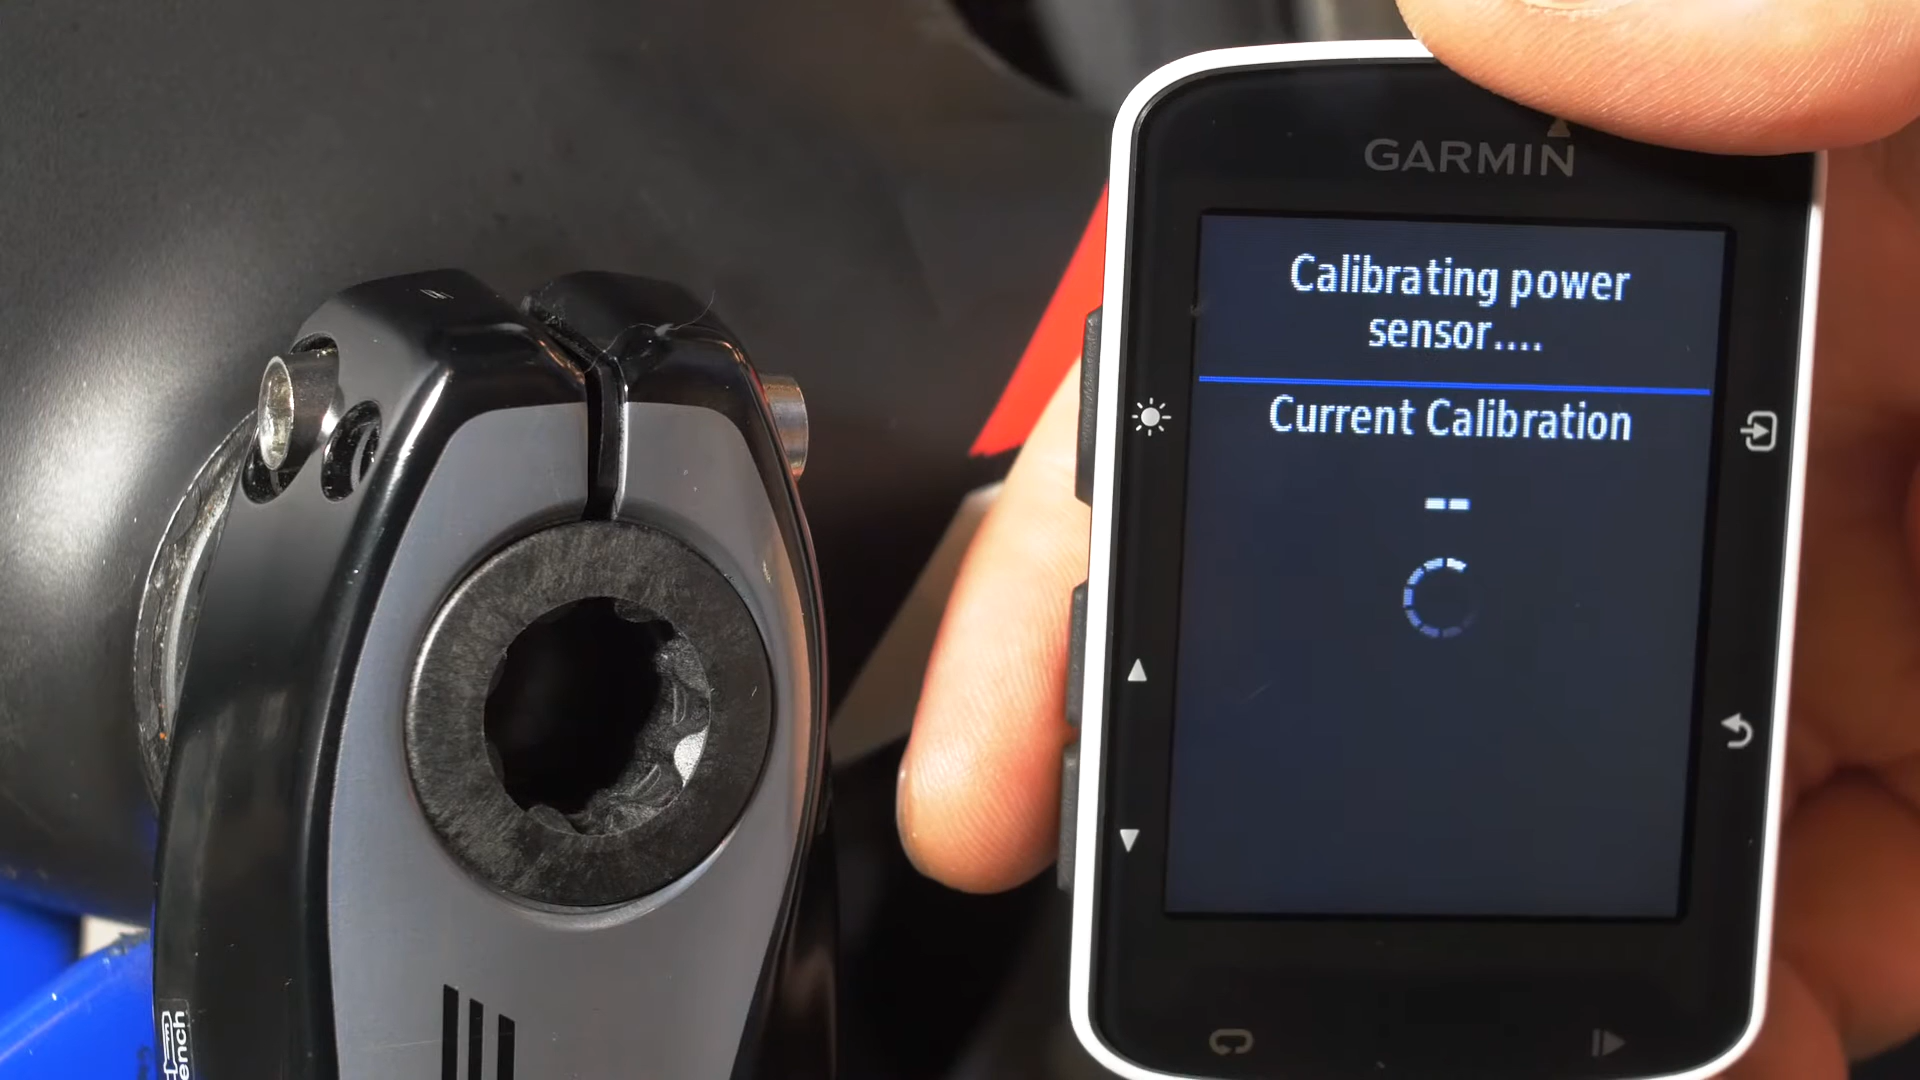 GARMIN
Calibrating power
sensor....
Current Calibration
--